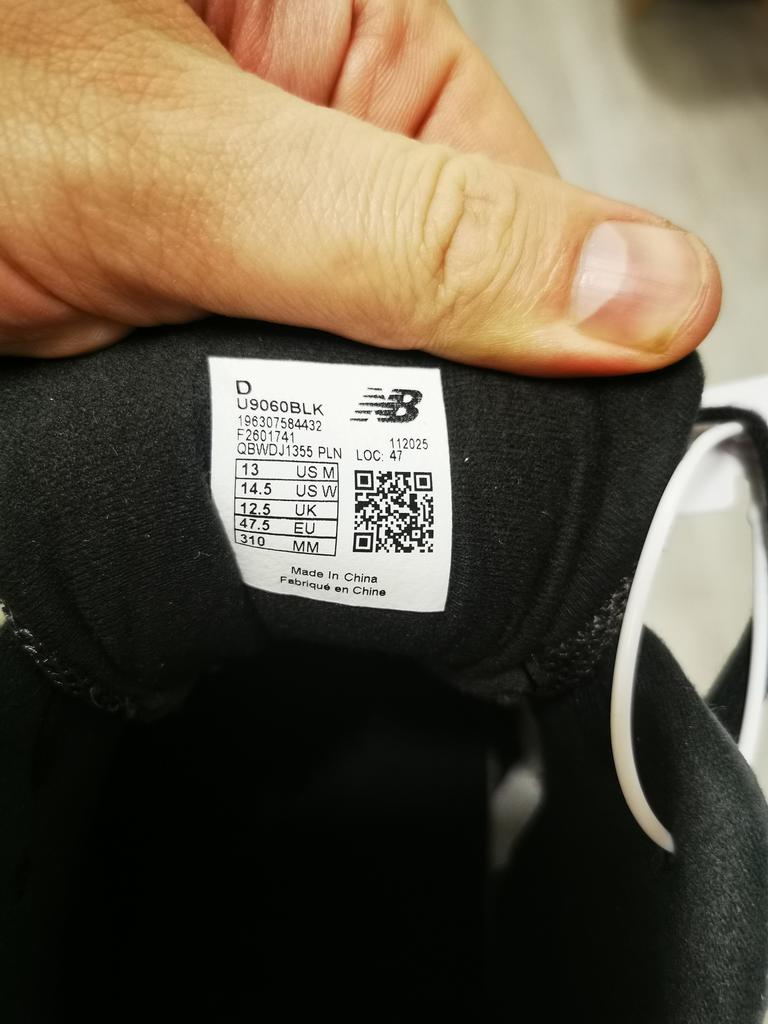 D
U9060BLK
NB
196307584432
F2601741
112025
QBWDJ1355 PLN LOC: 47
13 US M
14.5 US W
12.5 UK
47.5 EU
310 MM
Made In China
Fabriqué en Chine